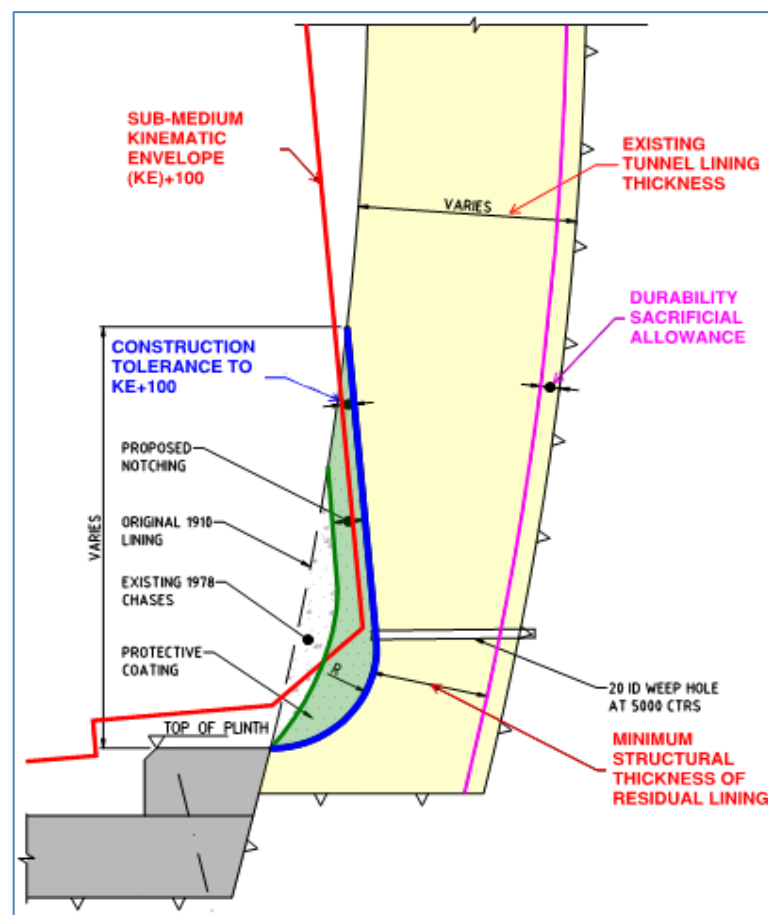 SUB-MEDIUM
KINEMATIC
ENVELOPE
(KE)+100
EXISTING
TUNNEL LINING
THICKNESS
VARIES
DURABILITY
SACRIFICIAL
ALLOWANCE
CONSTRUCTION
TOLERANCE TO
KE+100
PROPOSED
NOTCHING
VARIES
ORIGINAL 1910
LINING
EXISTING 1978
CHASES
PROTECTIVE
COATING
R
20 ID WEEP HOLE
AT 5000 CTRS
TOP OF PLINTH
MINIMUM
STRUCTURAL
THICKNESS OF
RESIDUAL LINING